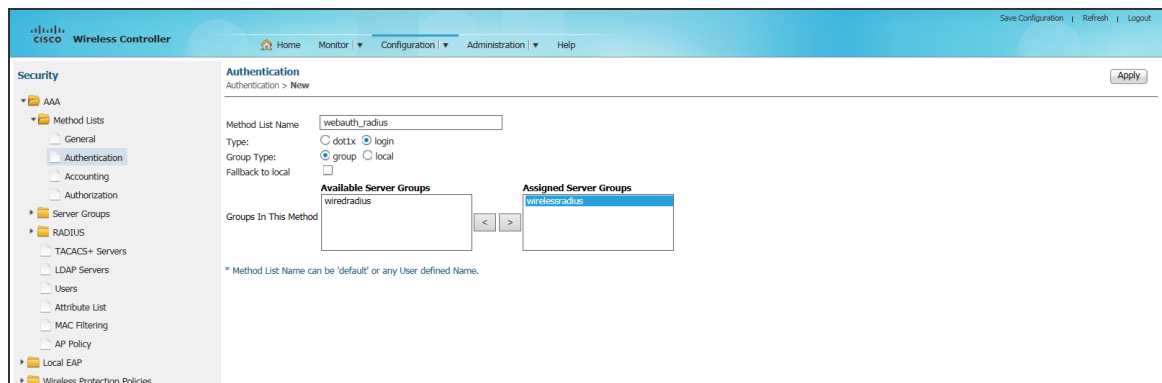 Save Configuration | Refresh | Logout
CISCO Wireless Controller
Home Monitor | ▼ Configuration | ▼ Administration | ▼ Help
Security
AAA
Method Lists
General
Authentication
Accounting
Authorization
Server Groups
RADIUS
TACACS+ Servers
LDAP Servers
Users
Attribute List
MAC Filtering
AP Policy
Local EAP
Wireless Protection Policies
Authentication
Authentication > New
Apply
Method List Name webauth_radius
Type: dot1x login
Group Type: group local
Fallback to local
Available Server Groups Assigned Server Groups
Groups In This Method wiredradius < > wirelessradius
* Method List Name can be 'default' or any User defined Name.